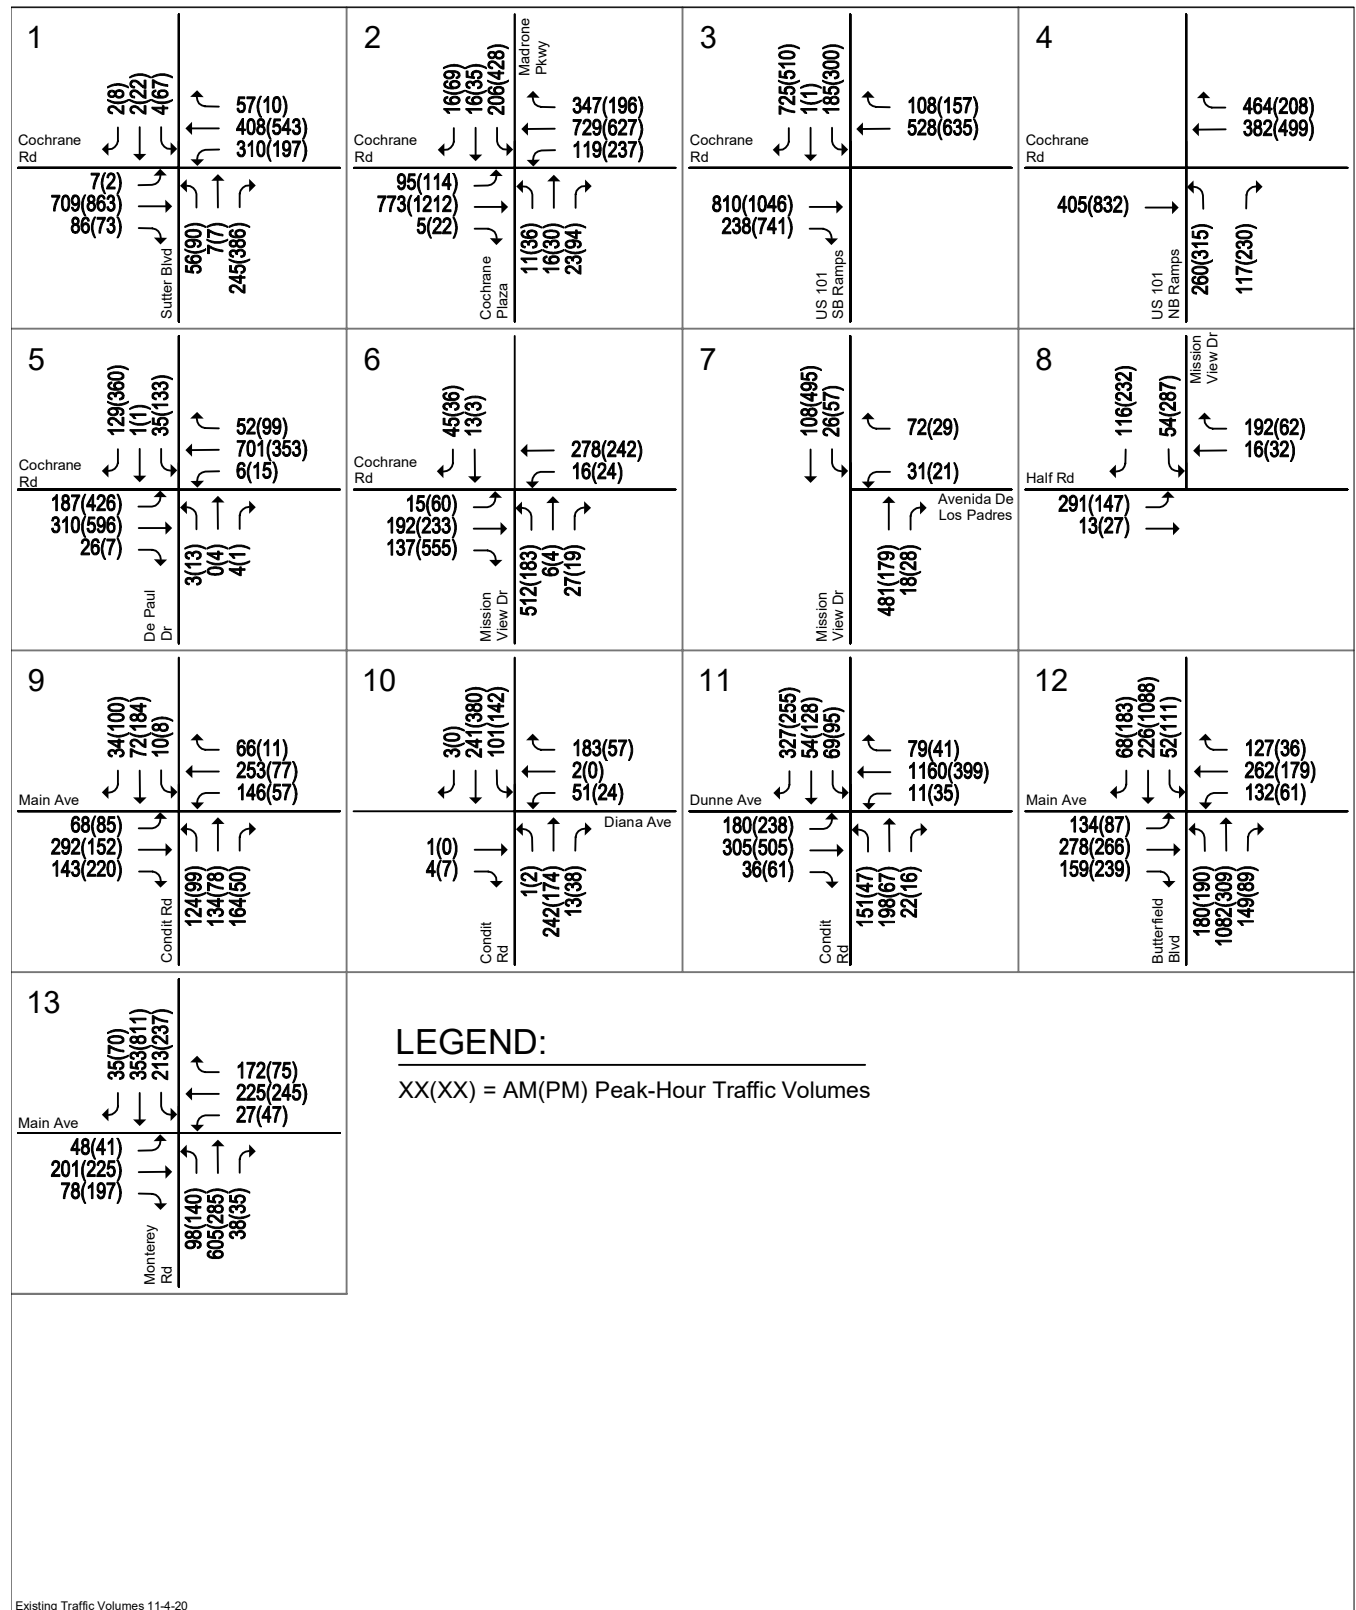 1
2(8)
2(22)
4(67)
57(10)
408(543)
310(197)
Cochrane
Rd
7(2)
709(863)
86(73)
Sutter Blvd
56(90)
7(7)
245(386)
2
16(69)
16(35)
206(428)
Madrone
Pkwy
347(196)
729(627)
119(237)
Cochrane
Rd
95(114)
773(1212)
5(22)
Cochrane
Plaza
11(36)
16(30)
23(94)
3
725(510)
1(1)
185(300)
108(157)
528(635)
Cochrane
Rd
810(1046)
238(741)
US 101
SB Ramps
4
464(208)
382(499)
Cochrane
Rd
405(832)
US 101
NB Ramps
260(315)
117(230)
5
129(360)
1(1)
35(133)
52(99)
701(353)
6(15)
Cochrane
Rd
187(426)
310(596)
26(7)
De Paul
Dr
3(13)
0(4)
4(1)
6
45(36)
13(3)
278(242)
16(24)
Cochrane
Rd
15(60)
192(233)
137(555)
Mission
View Dr
512(183)
6(4)
27(19)
7
108(495)
26(57)
72(29)
31(21)
Avenida De
Los Padres
Mission
View Dr
481(179)
18(28)
8
116(232)
54(287)
Mission
View Dr
192(62)
16(32)
Half Rd
291(147)
13(27)
9
34(100)
72(184)
10(8)
66(11)
253(77)
146(57)
Main Ave
68(85)
292(152)
143(220)
Condit Rd
124(99)
134(78)
164(50)
10
3(0)
241(380)
101(142)
183(57)
2(0)
51(24)
Diana Ave
1(0)
4(7)
Condit
Rd
1(2)
242(174)
13(38)
11
327(255)
54(128)
69(95)
79(41)
1160(399)
11(35)
Dunne Ave
180(238)
305(505)
36(61)
Condit
Rd
151(47)
198(67)
22(16)
12
68(183)
226(1088)
52(111)
127(36)
262(179)
132(61)
Main Ave
134(87)
278(266)
159(239)
Butterfield
Blvd
180(190)
1082(309)
149(89)
13
35(70)
353(811)
213(237)
172(75)
225(245)
27(47)
Main Ave
48(41)
201(225)
78(197)
Monterey
Rd
98(140)
605(285)
38(35)
LEGEND:
XX(XX) = AM(PM) Peak-Hour Traffic Volumes
Existing Traffic Volumes 11-4-20